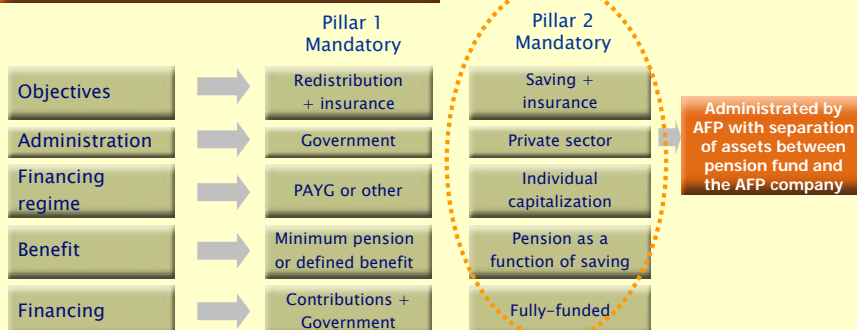 Pillar 1
Mandatory
Pillar 2
Mandatory
Objectives
Redistribution
+ insurance
Saving +
insurance
Administration
Government
Private sector
Administrated by
AFP with separation
of assets between
pension fund and
the AFP company
Financing
regime
PAYG or other
Individual
capitalization
Benefit
Minimum pension
or defined benefit
Pension as a
function of saving
Financing
Contributions +
Government
Fully-funded